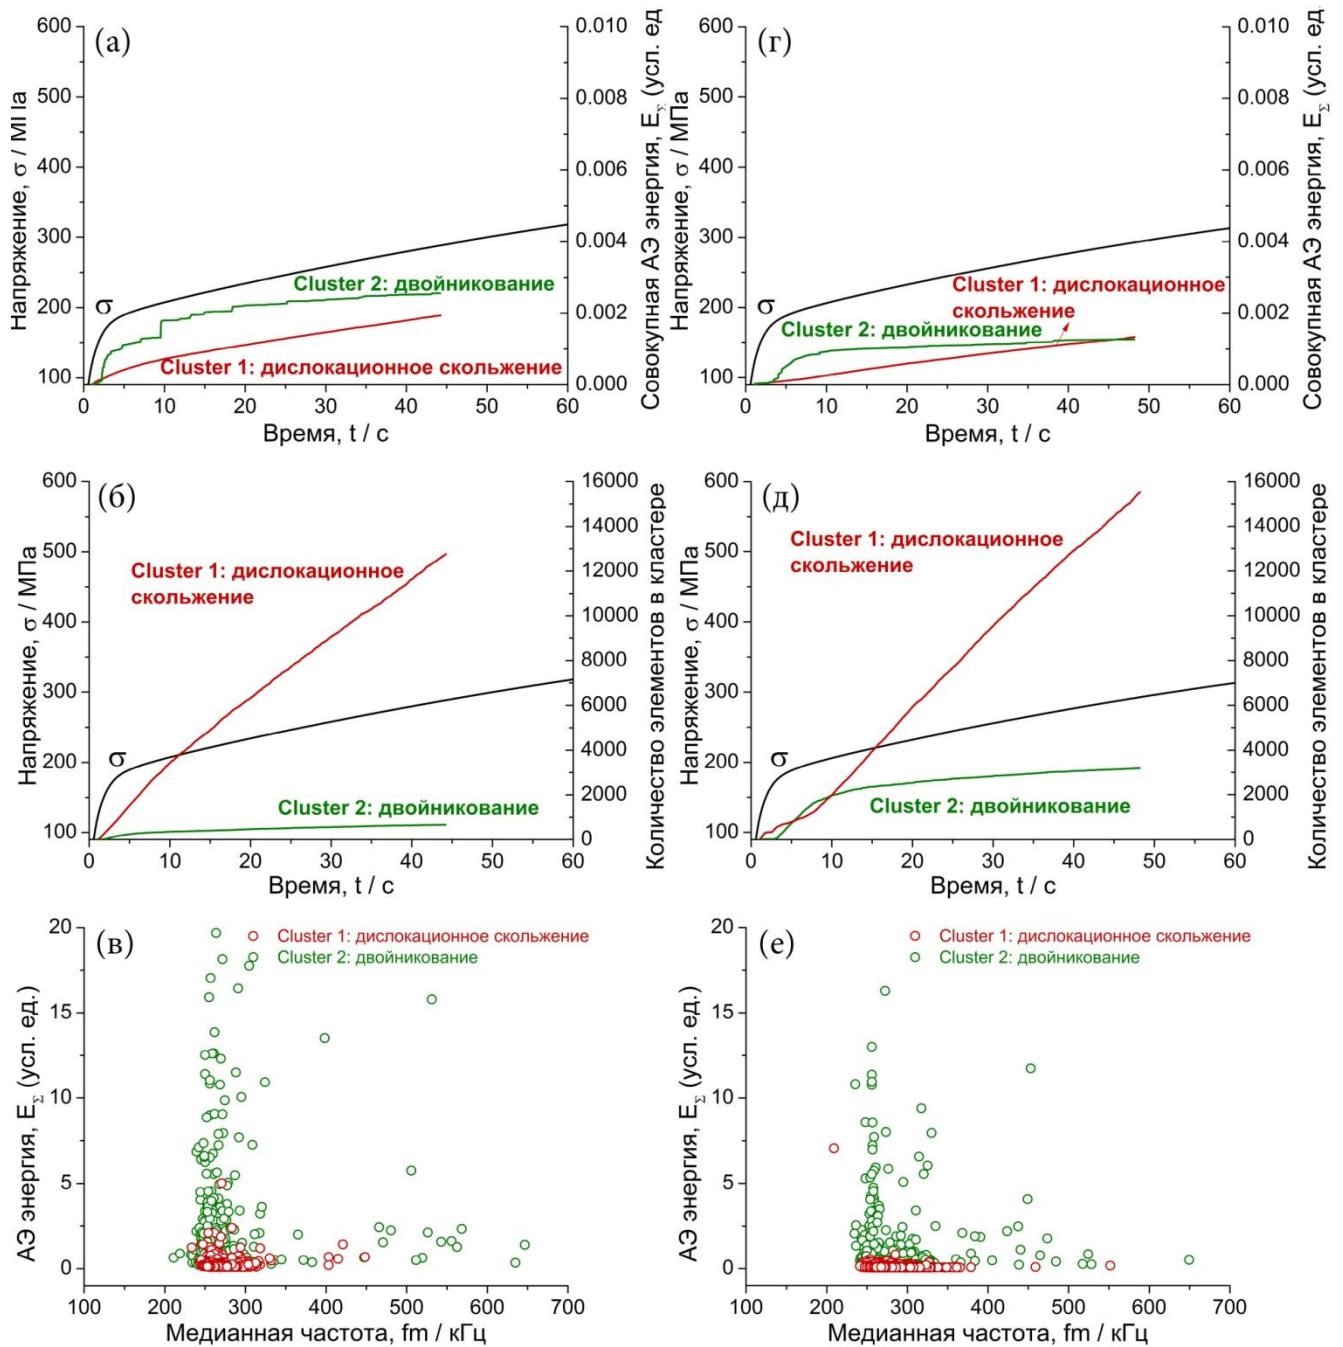 (а)
600
500
400
300
200
100
0 10 20 30 40 50 60
0.010
0.008
0.006
0.004
0.002
0.000
Напряжение, σ / МПа
Совокупная АЭ энергия, E_Σ (усл. ед.
Время, t / с
σ
Cluster 2: двойникование
Cluster 1: дислокационное скольжение
(г)
600
500
400
300
200
100
0 10 20 30 40 50 60
0.010
0.008
0.006
0.004
0.002
0.000
Напряжение, σ / МПа
Совокупная АЭ энергия, E_Σ (усл. ед.
Время, t / с
σ
Cluster 1: дислокационное
скольжение
Cluster 2: двойникование
(б)
600
500
400
300
200
100
0 10 20 30 40 50 60
16000
14000
12000
10000
8000
6000
4000
2000
0
Напряжение, σ / МПа
Количество элементов в кластере
Время, t / с
Cluster 1: дислокационное
скольжение
σ
Cluster 2: двойникование
(д)
600
500
400
300
200
100
0 10 20 30 40 50 60
16000
14000
12000
10000
8000
6000
4000
2000
0
Напряжение, σ / МПа
Количество элементов в кластере
Время, t / с
Cluster 1: дислокационное
скольжение
σ
Cluster 2: двойникование
(в)
20
15
10
5
0
100 200 300 400 500 600 700
АЭ энергия, E_Σ (усл. ед.)
Медианная частота, fm / кГц
Cluster 1: дислокационное скольжение
Cluster 2: двойникование
(е)
20
15
10
5
0
100 200 300 400 500 600 700
АЭ энергия, E_Σ (усл. ед.)
Медианная частота, fm / кГц
Cluster 1: дислокационное скольжение
Cluster 2: двойникование